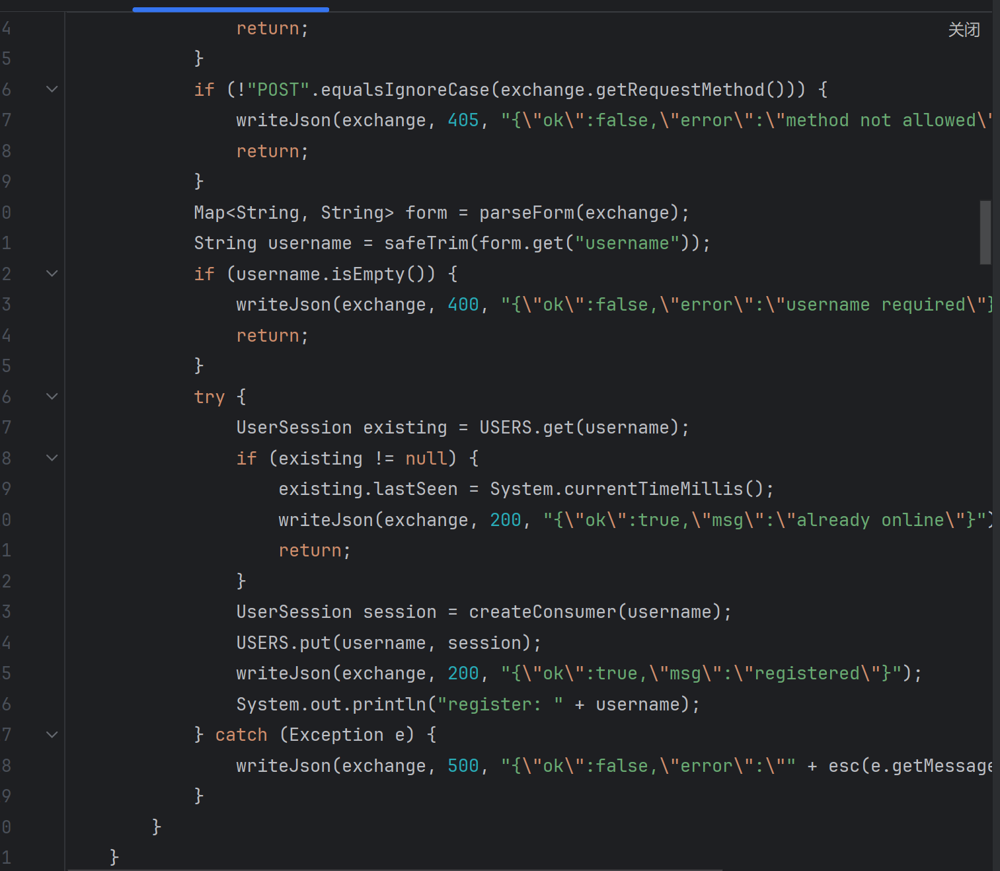 4 return; 关闭
5 }
6 if (!"POST".equalsIgnoreCase(exchange.getRequestMethod())) {
7 writeJson(exchange, 405, "{\"ok\":false,\"error\":\"method not allowed\"
8 return;
9 }
0 Map<String, String> form = parseForm(exchange);
1 String username = safeTrim(form.get("username"));
2 if (username.isEmpty()) {
3 writeJson(exchange, 400, "{\"ok\":false,\"error\":\"username required\"}
4 return;
5 }
6 try {
7 UserSession existing = USERS.get(username);
8 if (existing != null) {
9 existing.lastSeen = System.currentTimeMillis();
0 writeJson(exchange, 200, "{\"ok\":true,\"msg\":\"already online\"}")
1 return;
2 }
3 UserSession session = createConsumer(username);
4 USERS.put(username, session);
5 writeJson(exchange, 200, "{\"ok\":true,\"msg\":\"registered\"}");
6 System.out.println("register: " + username);
7 } catch (Exception e) {
8 writeJson(exchange, 500, "{\"ok\":false,\"error\":\"" + esc(e.getMessage
9 }
0 }
1 }